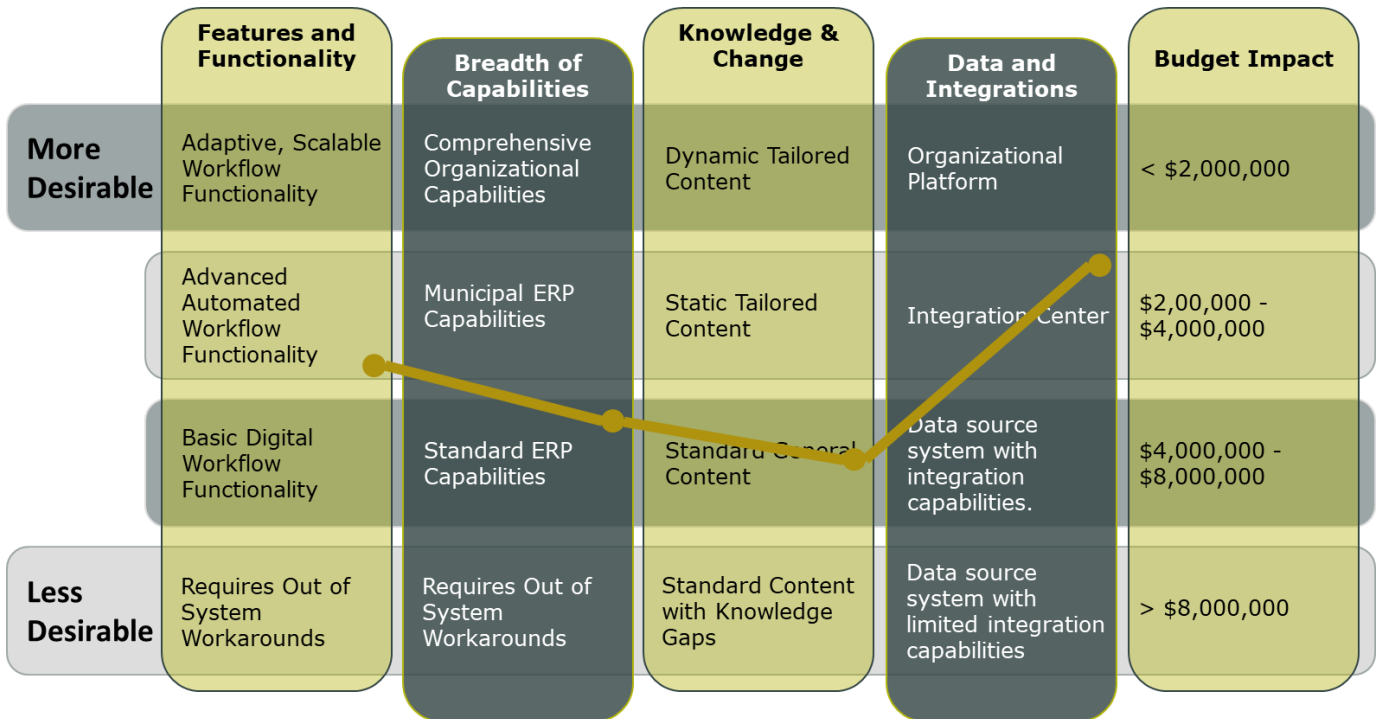 Features and
Functionality
Breadth of
Capabilities
Knowledge &
Change
Data and
Integrations
Budget Impact
More
Desirable
Adaptive, Scalable
Workflow
Functionality
Comprehensive
Organizational
Capabilities
Dynamic Tailored
Content
Organizational
Platform
< $2,000,000
Advanced
Automated
Workflow
Functionality
Municipal ERP
Capabilities
Static Tailored
Content
Integration Center
$2,00,000 -
$4,000,000
Basic Digital
Workflow
Functionality
Standard ERP
Capabilities
Standard General
Content
Data source
system with
integration
capabilities.
$4,000,000 -
$8,000,000
Less
Desirable
Requires Out of
System
Workarounds
Requires Out of
System
Workarounds
Standard Content
with Knowledge
Gaps
Data source
system with
limited integration
capabilities
> $8,000,000